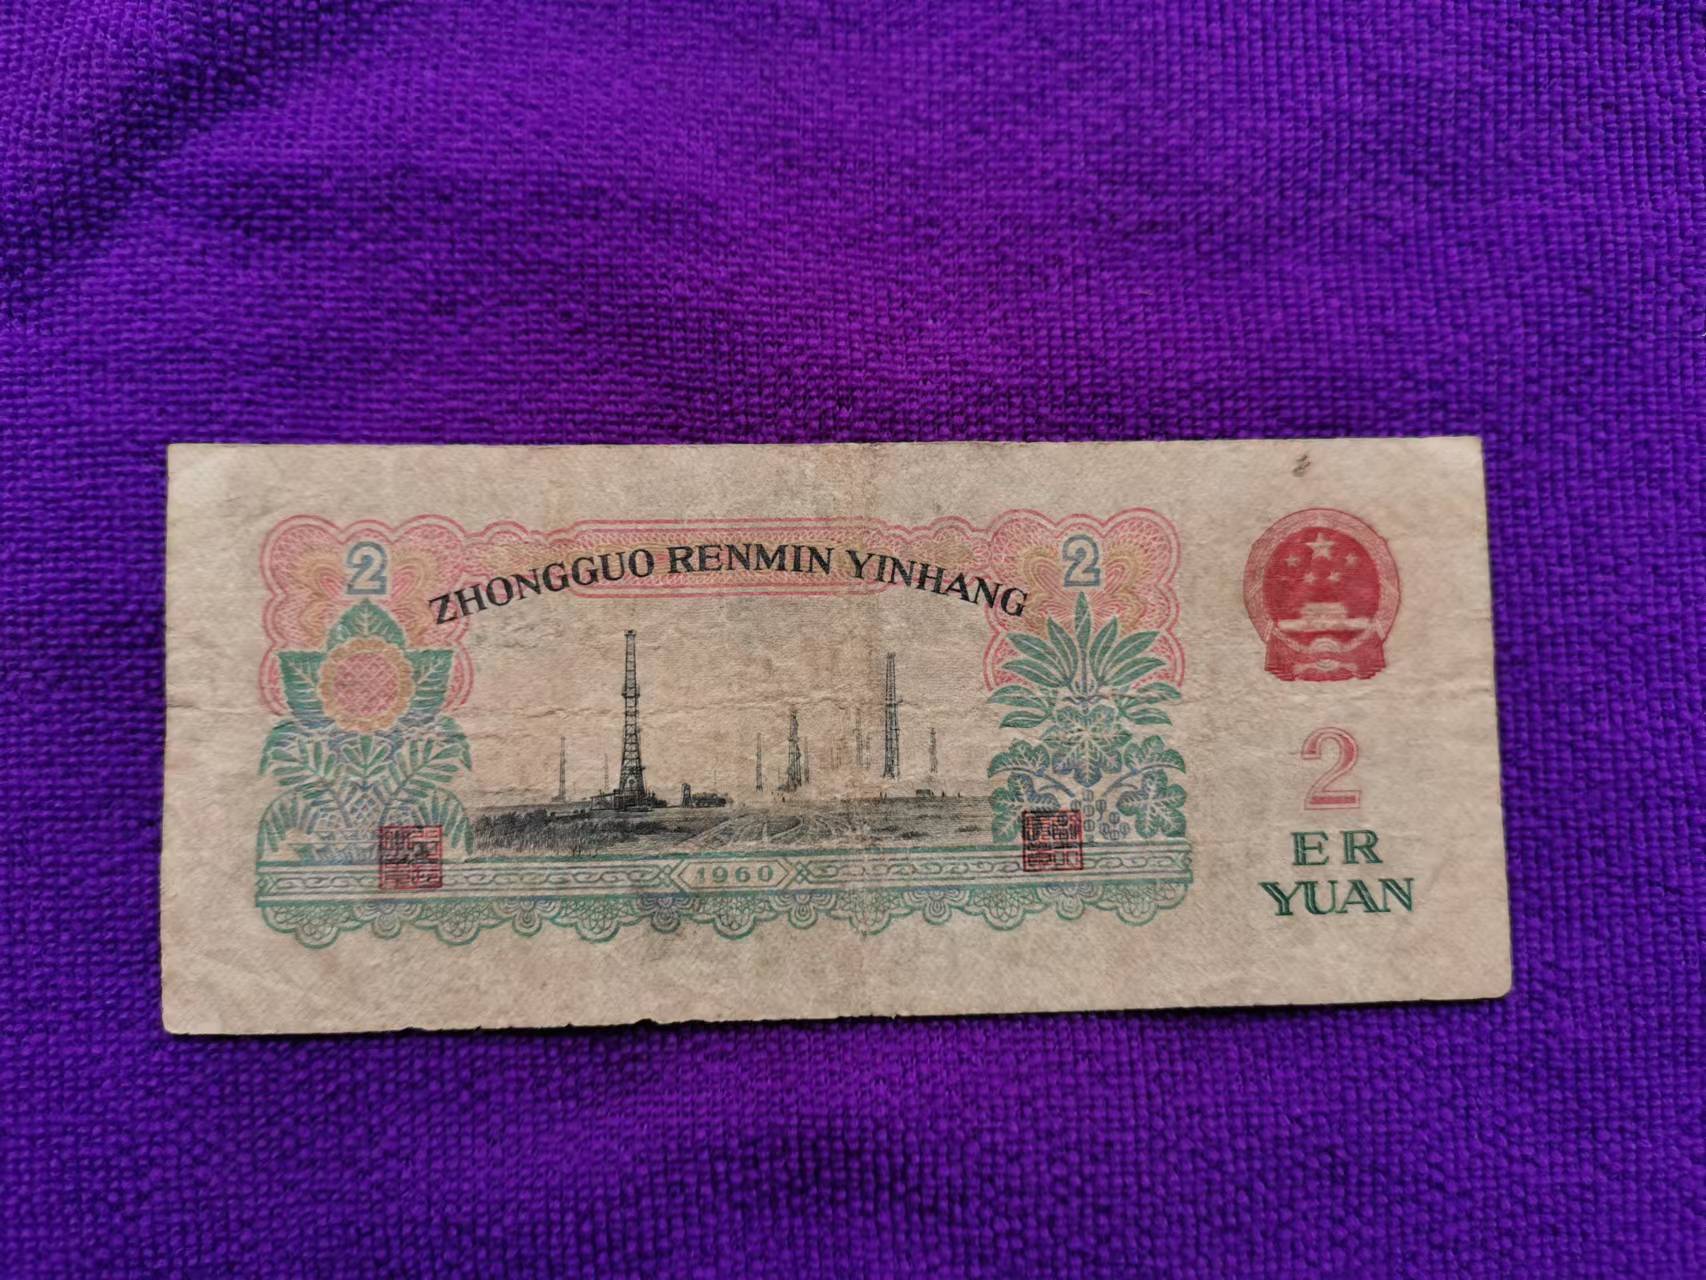 2
2
ZHONGGUO RENMIN YINHANG
1960
2
ER
YUAN